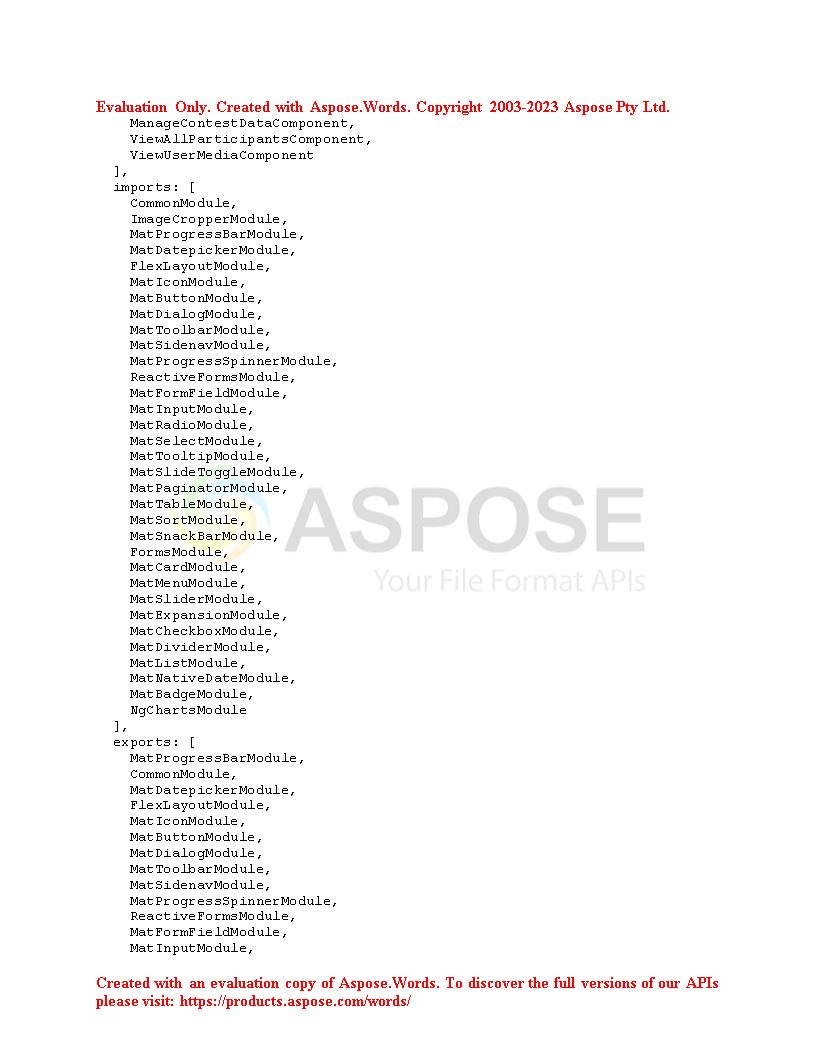 Evaluation Only. Created with Aspose.Words. Copyright 2003-2023 Aspose Pty Ltd.
ManageContestDataComponent,
ViewAllParticipantsComponent,
ViewUserMediaComponent
],
imports: [
CommonModule,
ImageCropperModule,
MatProgressBarModule,
MatDatepickerModule,
FlexLayoutModule,
MatIconModule,
MatButtonModule,
MatDialogModule,
MatToolbarModule,
MatSidenavModule,
MatProgressSpinnerModule,
ReactiveFormsModule,
MatFormFieldModule,
MatInputModule,
MatRadioModule,
MatSelectModule,
MatTooltipModule,
MatSlideToggleModule,
MatPaginatorModule,
MatTableModule,
MatSortModule,
MatSnackBarModule,
FormsModule,
MatCardModule,
MatMenuModule,
MatSliderModule,
MatExpansionModule,
MatCheckboxModule,
MatDividerModule,
MatListModule,
MatNativeDateModule,
MatBadgeModule,
NgChartsModule
],
exports: [
MatProgressBarModule,
CommonModule,
MatDatepickerModule,
FlexLayoutModule,
MatIconModule,
MatButtonModule,
MatDialogModule,
MatToolbarModule,
MatSidenavModule,
MatProgressSpinnerModule,
ReactiveFormsModule,
MatFormFieldModule,
MatInputModule,
ASPOSE
Your File Format APIs
Created with an evaluation copy of Aspose.Words. To discover the full versions of our APIs
please visit: https://products.aspose.com/words/